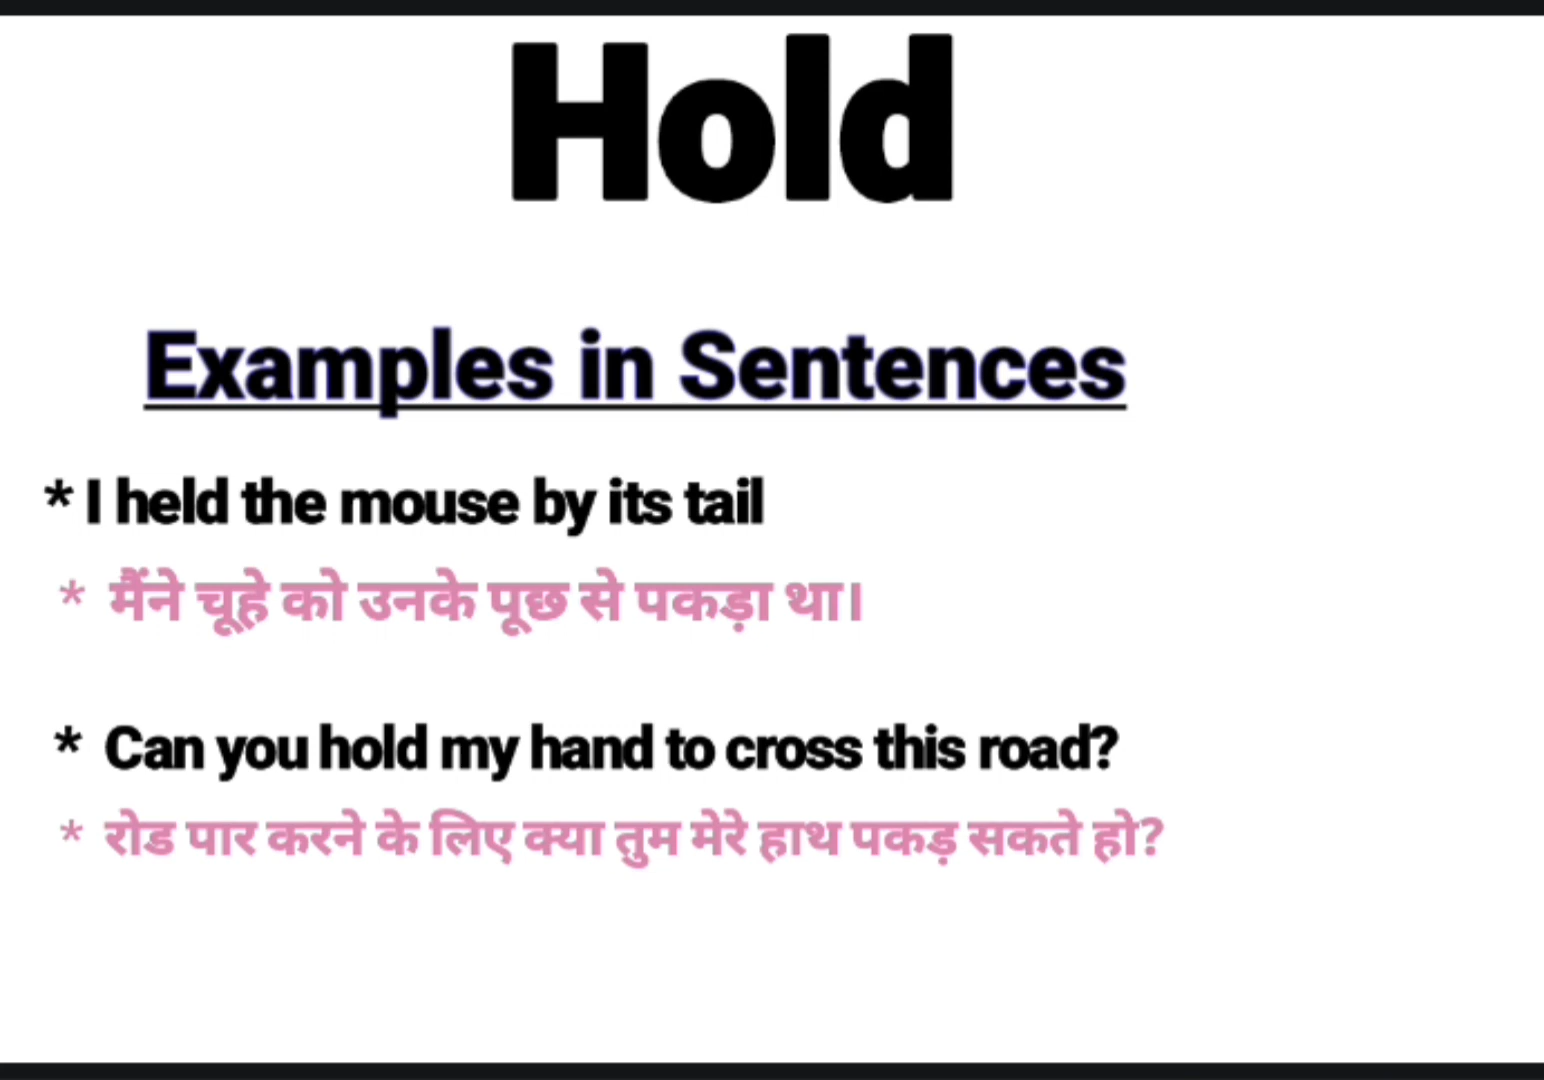 Hold
Examples in Sentences
* I held the mouse by its tail
* मैंने चूहे को उनके पूछ से पकड़ा था।
* Can you hold my hand to cross this road?
* रोड पार करने के लिए क्या तुम मेरे हाथ पकड़ सकते हो?